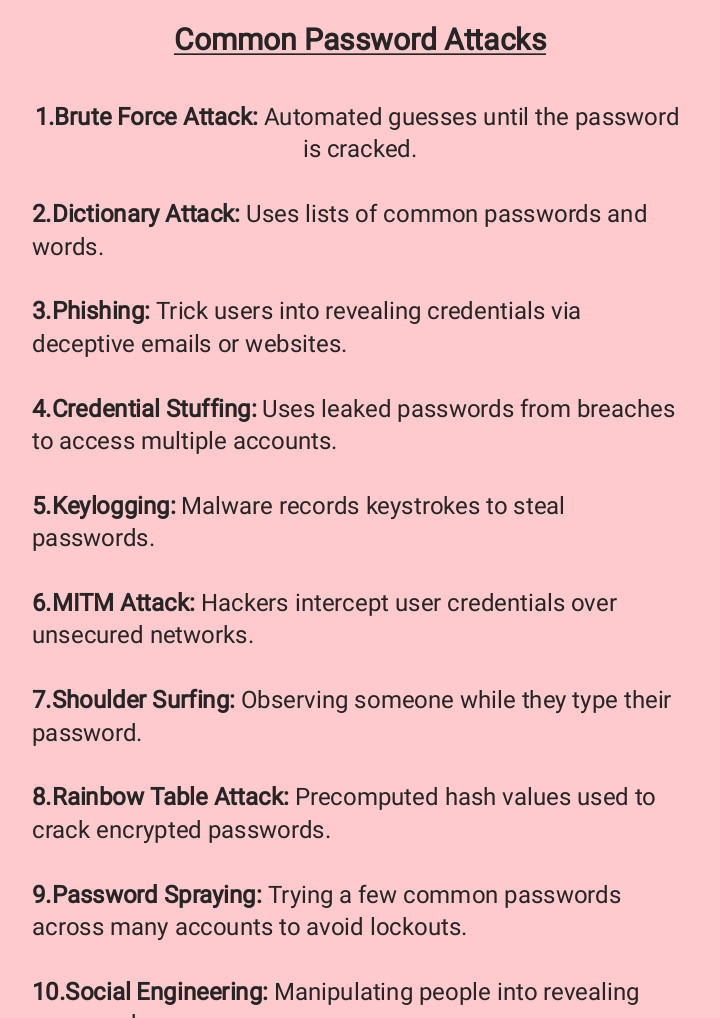 Common Password Attacks
1.Brute Force Attack: Automated guesses until the password
is cracked.
2.Dictionary Attack: Uses lists of common passwords and
words.
3.Phishing: Trick users into revealing credentials via
deceptive emails or websites.
4.Credential Stuffing: Uses leaked passwords from breaches
to access multiple accounts.
5.Keylogging: Malware records keystrokes to steal
passwords.
6.MITM Attack: Hackers intercept user credentials over
unsecured networks.
7.Shoulder Surfing: Observing someone while they type their
password.
8.Rainbow Table Attack: Precomputed hash values used to
crack encrypted passwords.
9.Password Spraying: Trying a few common passwords
across many accounts to avoid lockouts.
10.Social Engineering: Manipulating people into revealing